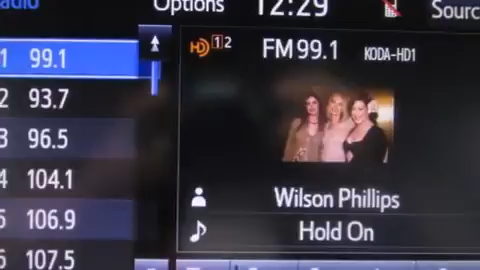 Radio Options 12:29 Sourc
1 99.1
2 93.7
3 96.5
4 104.1
5 106.9
6 107.5
HD 1 2 FM 99.1 KODA-HD1
Wilson Phillips
Hold On